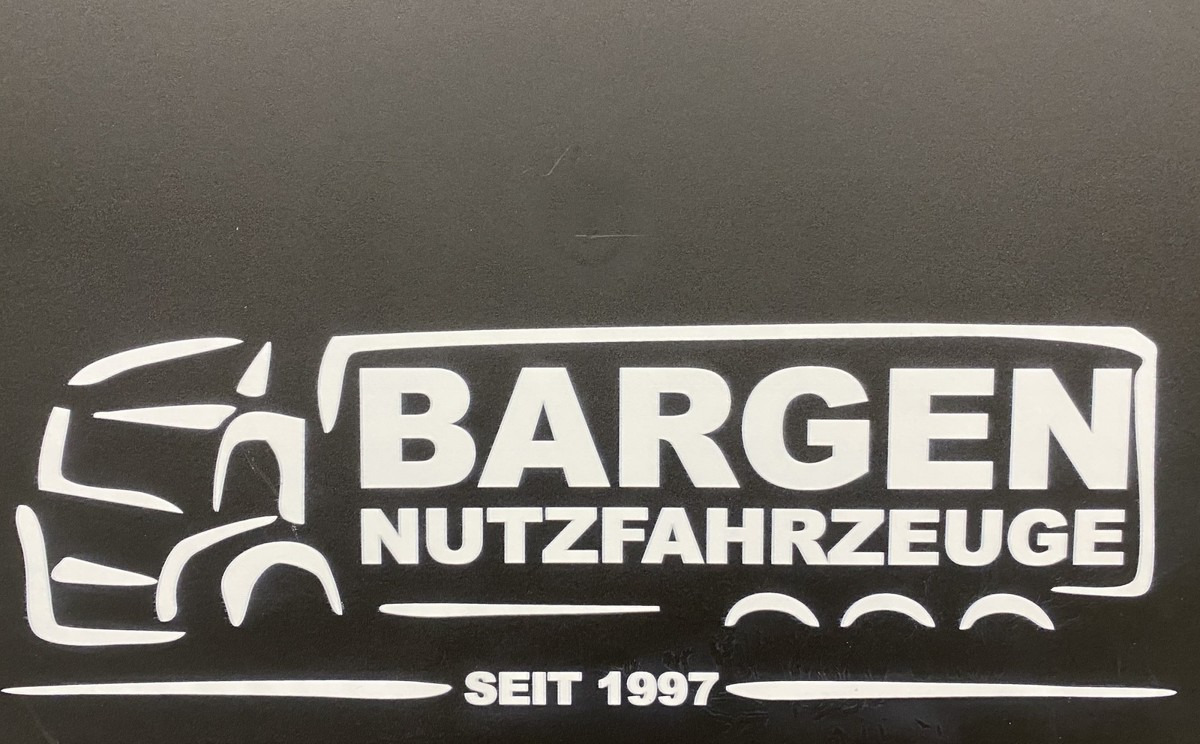 BARGEN
NUTZFAHRZEUGE
SEIT 1997